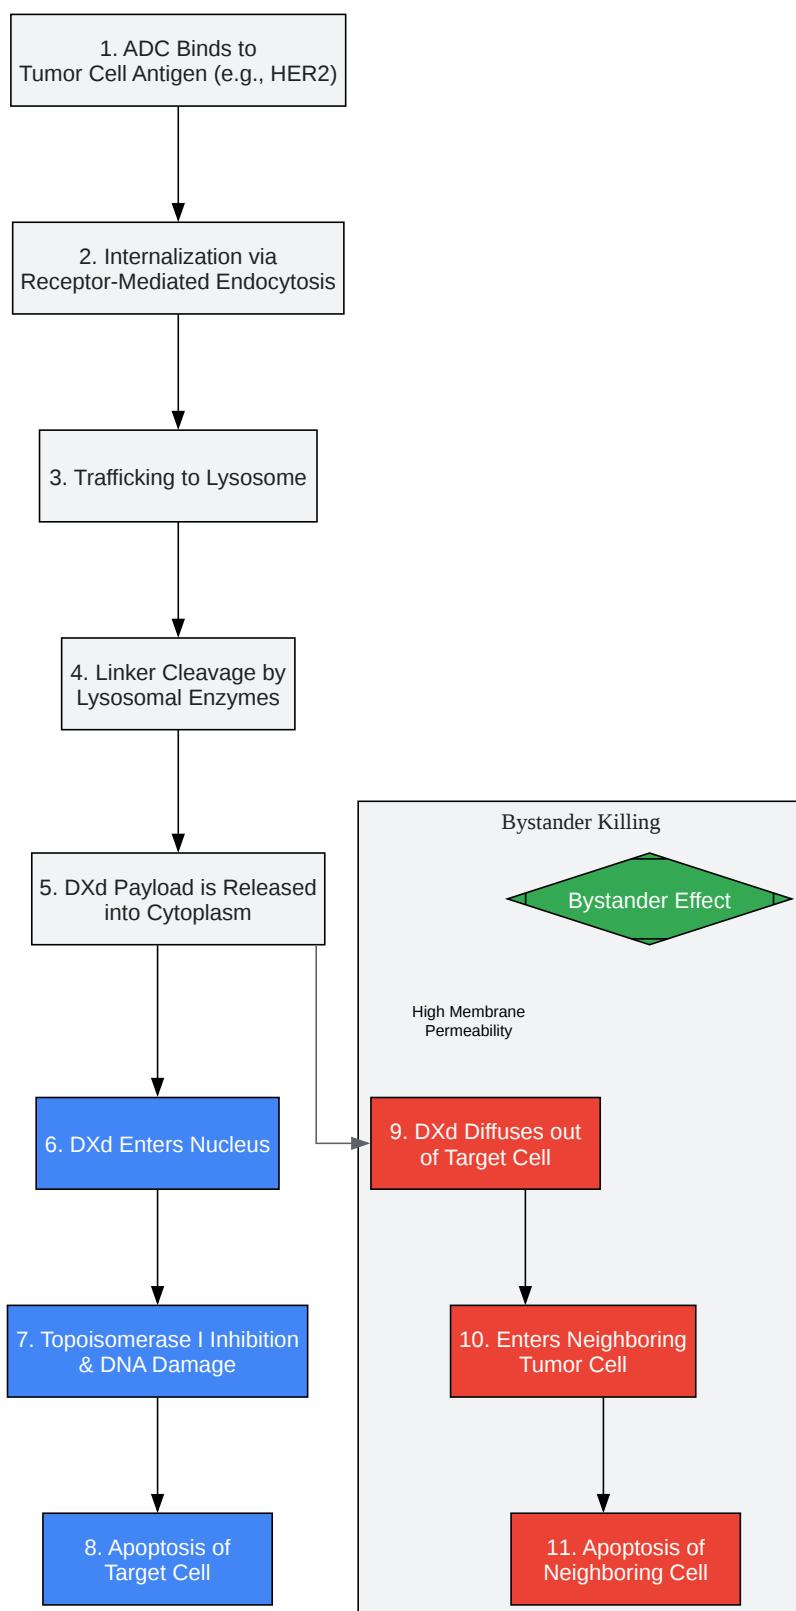 1. ADC Binds to
Tumor Cell Antigen (e.g., HER2)
2. Internalization via
Receptor-Mediated Endocytosis
3. Trafficking to Lysosome
4. Linker Cleavage by
Lysosomal Enzymes
5. DXd Payload is Released
into Cytoplasm
6. DXd Enters Nucleus
7. Topoisomerase I Inhibition
& DNA Damage
8. Apoptosis of
Target Cell
Bystander Killing
Bystander Effect
High Membrane
Permeability
9. DXd Diffuses out
of Target Cell
10. Enters Neighboring
Tumor Cell
11. Apoptosis of
Neighboring Cell